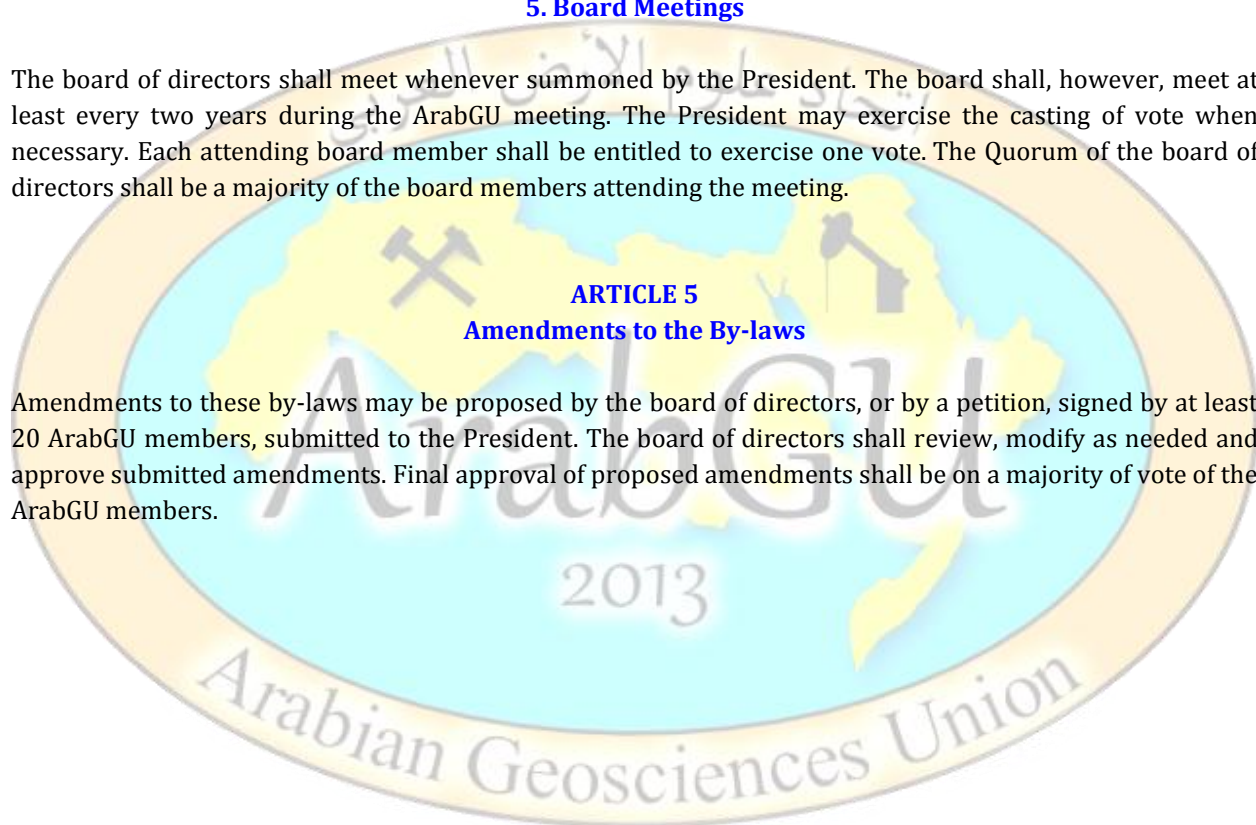 5. Board Meetings
The board of directors shall meet whenever summoned by the President. The board shall, however, meet at
least every two years during the ArabGU meeting. The President may exercise the casting of vote when
necessary. Each attending board member shall be entitled to exercise one vote. The Quorum of the board of
directors shall be a majority of the board members attending the meeting.
اتحاد علوم الأرض العربي
ARTICLE 5
Amendments to the By-laws
Amendments to these by-laws may be proposed by the board of directors, or by a petition, signed by at least
20 ArabGU members, submitted to the President. The board of directors shall review, modify as needed and
approve submitted amendments. Final approval of proposed amendments shall be on a majority of vote of the
ArabGU members.
ArabGU
2013
Arabian Geosciences Union